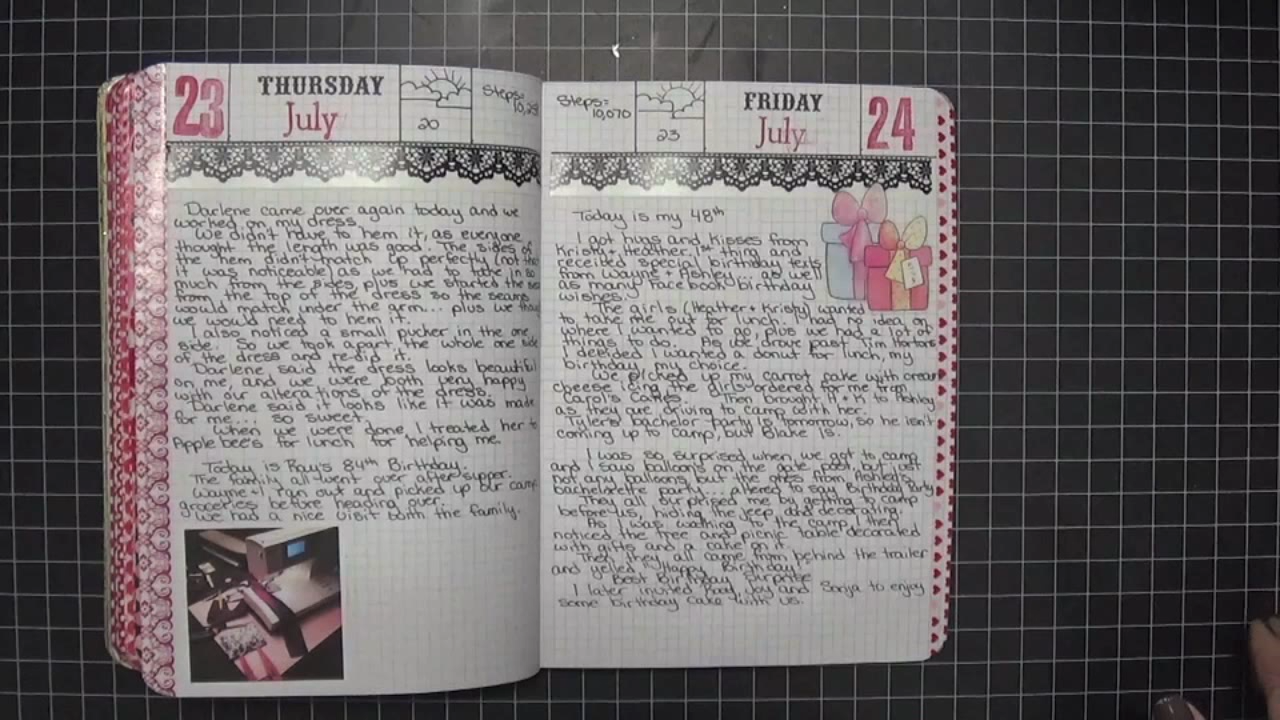 23
THURSDAY
July
20
Steps=
Darlene came over again today and we
worked on my dress.
We didn't have to hem it, as everyone
thought the length was good. The sides of
the hem didn't match up perfectly (not that
it was noticeable) as we had to take in so
much from the sides, plus we started the
from the top of the dress so the seams
would match under the arm... plus we
we would need to hem it.
I also noticed a small pucker in the one
side. So we took apart the whole one side
of the dress and re-did it.
Darlene said the dress looks beautiful
on me, and we were both very happy
with our alterations of the dress.
Darlene said it looks like it was made
for me... so sweet.
When we were done, I treated her to
Applebee's for lunch for helping me.
Today is Ray's 84th Birthday.
The family all went over after supper.
Wayne + I ran out and picked up our camp
groceries before heading over.
We had a nice visit with the family.
Steps=
10,070
23
FRIDAY
July
24
Today is my 48th
I got hugs and kisses from
Kristy + Heather 1st thing and
received special birthday texts
from Wayne + Ashley... as well
as many Facebook birthday
wishes.
The girls (Heather + Kristy) wanted
to take me out for lunch. I had no idea on
where I wanted to go, plus we had a lot of
things to do. As we drove past Tim Hortons
I decided I wanted a donut for lunch, my
birthday, my choice.
We picked up my carrot cake with cream
cheese icing the girls ordered for me from
Carol's Cakes. Then brought H + K to Ashley
as they are driving to camp with her.
Tyler's bachelor party is tomorrow, so he isn't
coming up to camp, but Blake is.
I was so surprised when we got to camp
and I saw balloons on the gate post, but just
not any balloons, but the ones from Ashley's
bachelorette party... altered to say Birthday Party
They all surprised me by getting to camp
before us, hiding the jeep and decorating.
As I was walking to the camp I then
noticed the tree and picnic table decorated
with gifts and a cake on it.
Then they all came from behind the trailer
and yelled "Happy Birthday!
Best birthday surprise
I later invited Roay, Joy and Sonja to enjoy
some birthday cake with us.